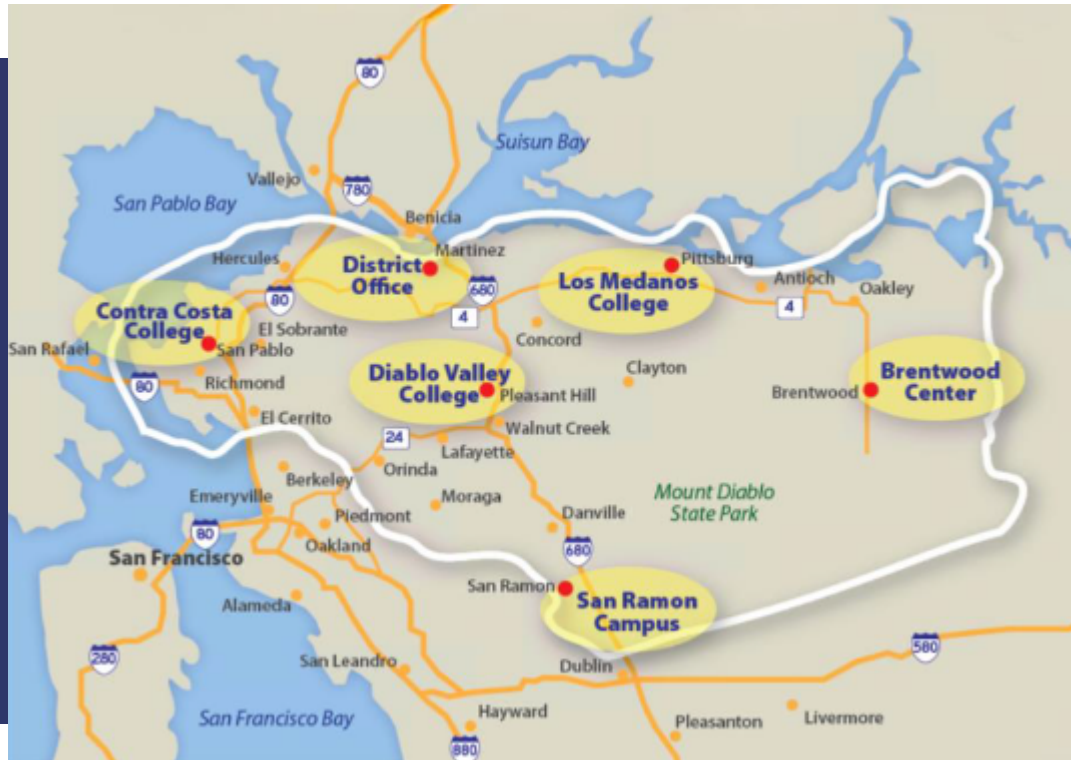 80
Suisun Bay
Vallejo
780
San Pablo Bay
Benicia
Martinez
Hercules
District
Office
Pittsburg
Los Medanos
College
Antioch
Oakley
680
80
4
4
Contra Costa
College
El Sobrante
San Pablo
San Rafael
Concord
Richmond
80
Diablo Valley
College
Pleasant Hill
Clayton
Brentwood
Brentwood
Center
El Cerrito
Walnut Creek
24
Lafayette
Orinda
Berkeley
Moraga
Emeryville
Mount Diablo
State Park
Piedmont
Danville
80
Oakland
San Francisco
680
San Ramon
San Ramon
Campus
Alameda
280
San Leandro
Dublin
580
San Francisco Bay
Hayward
Pleasanton
Livermore
880